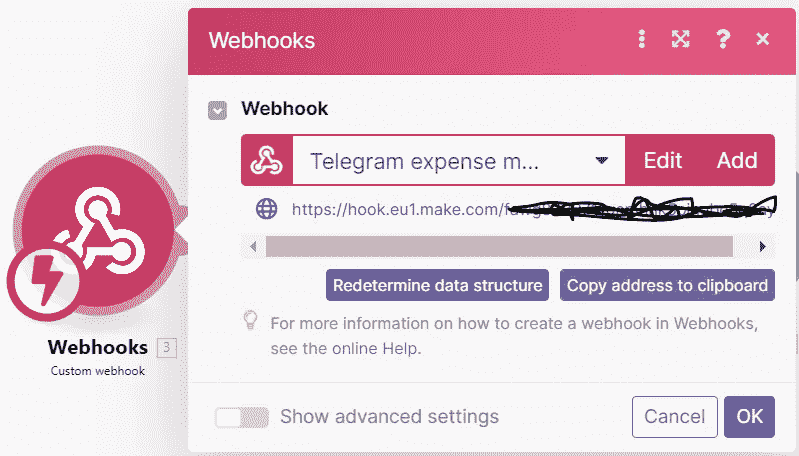 Webhooks
Webhook
Telegram expense m...
Edit
Add
https://hook.eu1.make.com/
Redetermine data structure
Copy address to clipboard
For more information on how to create a webhook in Webhooks,
see the online Help.
Webhooks 3
Custom webhook
Show advanced settings
Cancel
OK